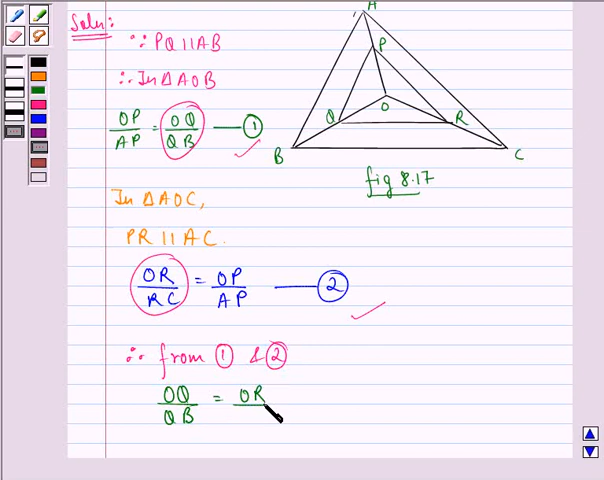 Soln:
∵ PQ || AB
∴ In △AOB
OP/AP = OQ/QB —— ①
In △AOC,
PR || AC.
OR/RC = OP/AP —— ②
∴ from ① & ②
OQ/QB = OR
A
P
O
Q
R
B
C
fig 8.17